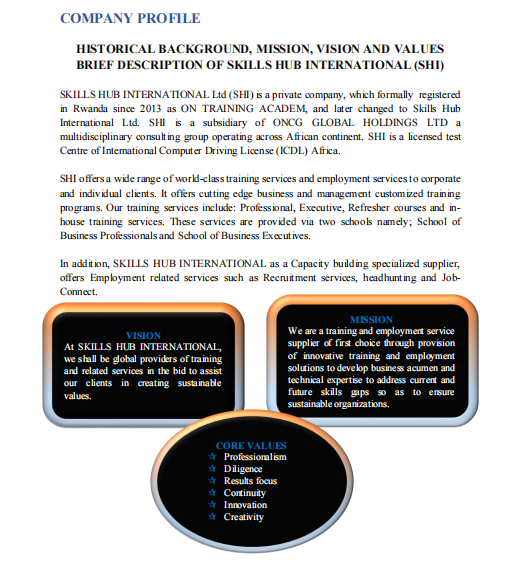 COMPANY PROFILE
HISTORICAL BACKGROUND, MISSION, VISION AND VALUES
BRIEF DESCRIPTION OF SKILLS HUB INTERNATIONAL (SHI)
SKILLS HUB INTERNATIONAL Ltd (SHI) is a private company, which formally registered
in Rwanda since 2013 as ON TRAINING ACADEM, and later changed to Skills Hub
International Ltd. SHI is a subsidiary of ONCG GLOBAL HOLDINGS LTD a
multidisciplinary consulting group operating across African continent. SHI is a licensed test
Centre of International Computer Driving License (ICDL) Africa.
SHI offers a wide range of world-class training services and employment services to corporate
and individual clients. It offers cutting edge business and management customized training
programs. Our training services include: Professional, Executive, Refresher courses and in-
house training services. These services are provided via two schools namely; School of
Business Professionals and School of Business Executives.
In addition, SKILLS HUB INTERNATIONAL as a Capacity building specialized supplier,
offers Employment related services such as Recruitment services, headhunting and Job-
Connect.
VISION
At SKILLS HUB INTERNATIONAL,
we shall be global providers of training
and related services in the bid to assist
our clients in creating sustainable
values.
MISSION
We are a training and employment service
supplier of first choice through provision
of innovative training and employment
solutions to develop business acumen and
technical expertise to address current and
future skills gaps so as to ensure
sustainable organizations.
CORE VALUES
☆ Professionalism
☆ Diligence
☆ Results focus
☆ Continuity
☆ Innovation
☆ Creativity